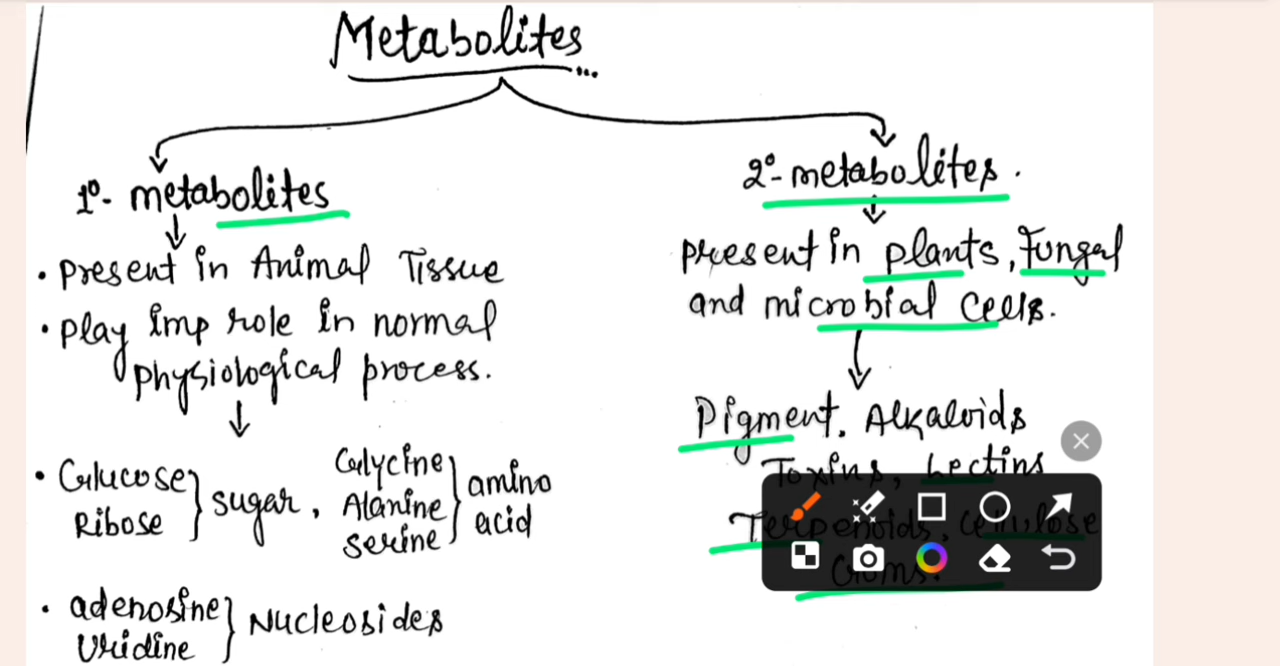 Metabolites
1°- metabolites
• present in Animal Tissue
• play imp role in normal
physiological process.
• Glucose
Ribose } sugar,
Glycine
Alanine
serine } amino acid
• adenosine
Uridine } Nucleosides
2°- metabolites.
present in plants, Fungal
and microbial cells.
Pigment, Alkaloids
Toxins, Lectins
Terpenoids, cellulose
Gums.